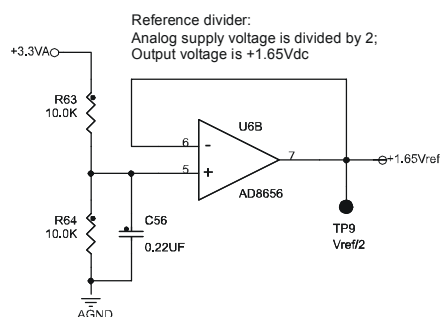 Reference divider:
Analog supply voltage is divided by 2;
Output voltage is +1.65Vdc
+3.3VA
R63
10.0K
U6B
6
-
7
+1.65Vref
5
+
AD8656
R64
10.0K
C56
0.22UF
TP9
Vref/2
AGND